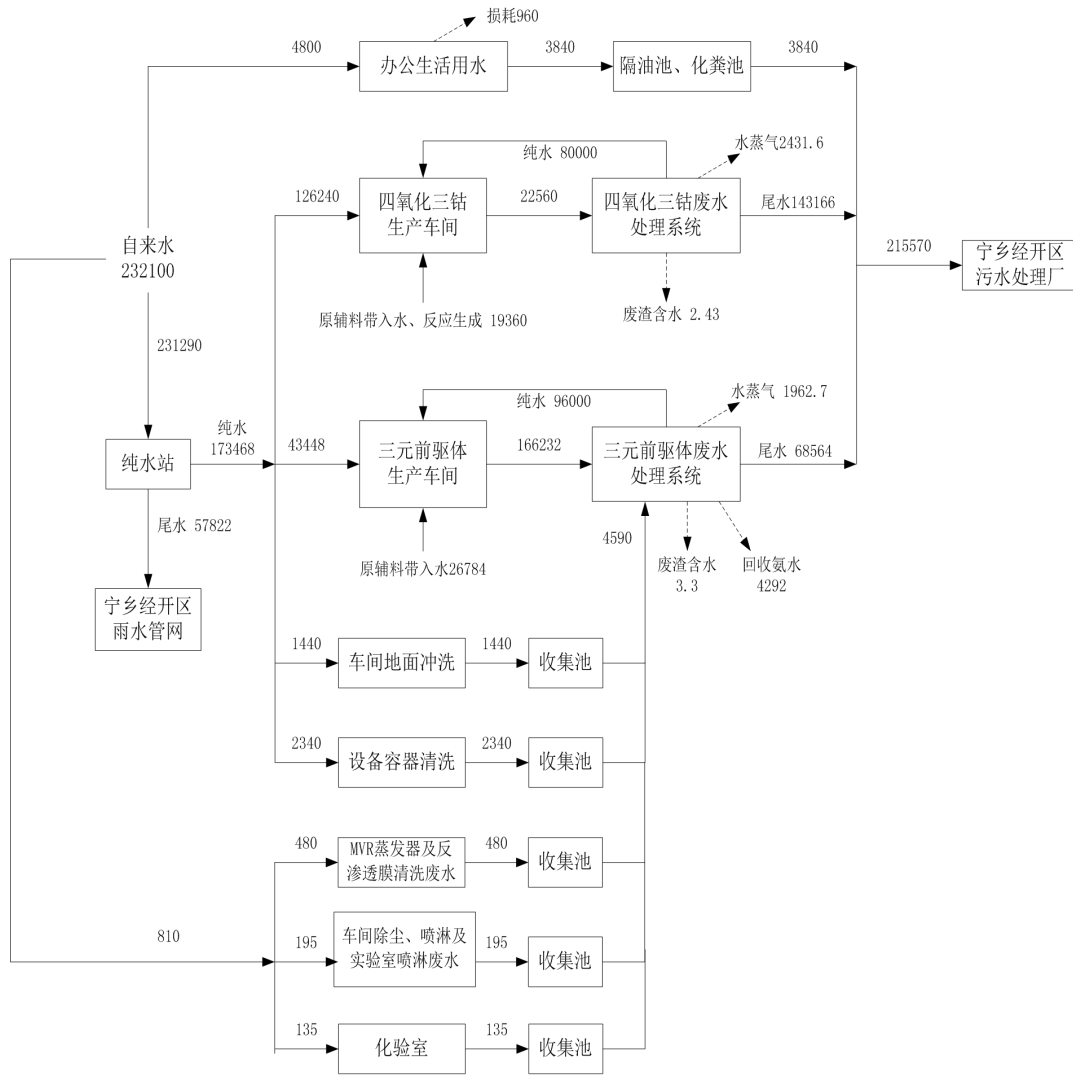 损耗960
4800
办公生活用水
3840
隔油池、化粪池
3840
纯水 80000
水蒸气2431.6
126240
四氧化三钴
生产车间
22560
四氧化三钴废水
处理系统
尾水143166
自来水
232100
215570
宁乡经开区
污水处理厂
原辅料带入水、反应生成 19360
废渣含水 2.43
231290
纯水 96000
水蒸气 1962.7
纯水
173468
纯水站
43448
三元前驱体
生产车间
166232
三元前驱体废水
处理系统
尾水 68564
尾水 57822
4590
原辅料带入水26784
废渣含水
3.3
回收氨水
4292
宁乡经开区
雨水管网
1440
车间地面冲洗
1440
收集池
2340
设备容器清洗
2340
收集池
480
MVR蒸发器及反
渗透膜清洗废水
480
收集池
810
195
车间除尘、喷淋及
实验室喷淋废水
195
收集池
135
化验室
135
收集池